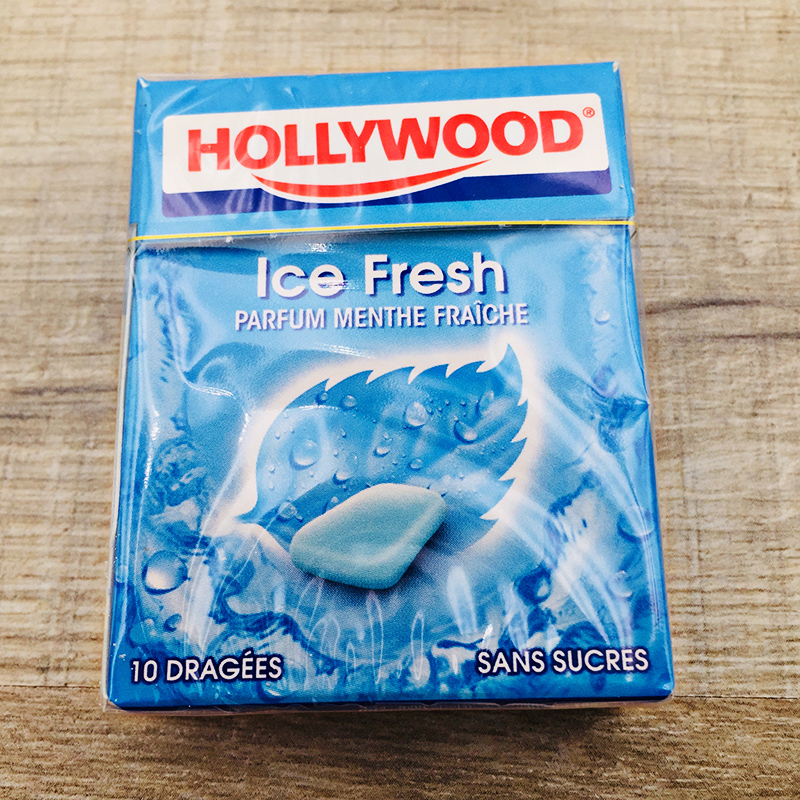 HOLLYWOOD®
Ice Fresh
PARFUM MENTHE FRAÎCHE
10 DRAGÉES
SANS SUCRES